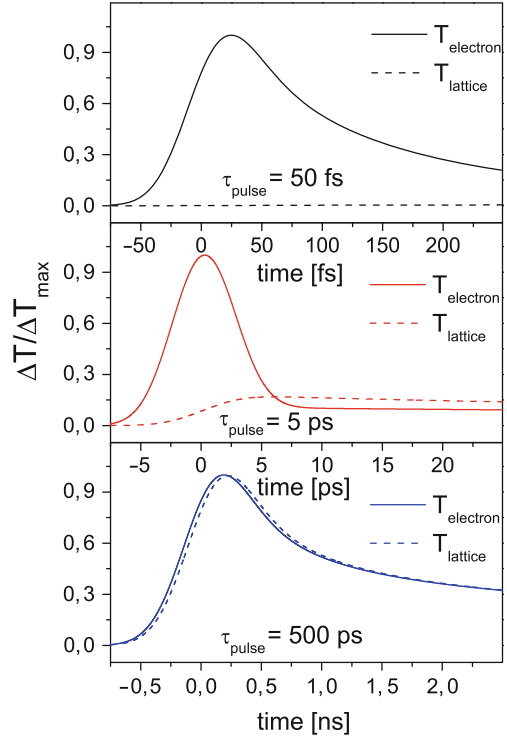 ΔT/ΔT_max
0,9
0,6
0,3
0,0
T_electron
T_lattice
τ_pulse = 50 fs
−50 0 50 100 150 200
time [fs]
0,9
0,6
0,3
0,0
T_electron
T_lattice
τ_pulse = 5 ps
−5 0 5 10 15 20
time [ps]
0,9
0,6
0,3
0,0
T_electron
T_lattice
τ_pulse = 500 ps
−0,5 0,0 0,5 1,0 1,5 2,0
time [ns]